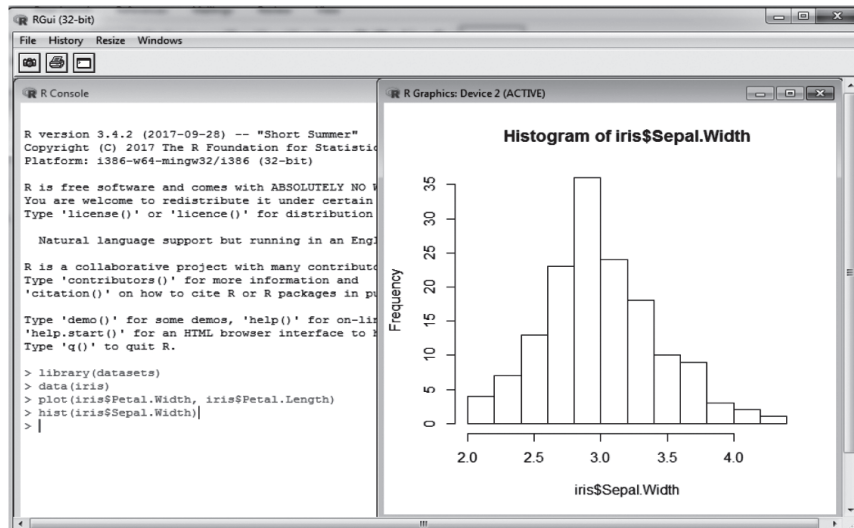 RGui (32-bit)
File History Resize Windows
R Console
R version 3.4.2 (2017-09-28) -- "Short Summer"
Copyright (C) 2017 The R Foundation for Statistic
Platform: i386-w64-mingw32/i386 (32-bit)
R is free software and comes with ABSOLUTELY NO W
You are welcome to redistribute it under certain
Type 'license()' or 'licence()' for distribution
Natural language support but running in an Engl
R is a collaborative project with many contributo
Type 'contributors()' for more information and
'citation()' on how to cite R or R packages in pu
Type 'demo()' for some demos, 'help()' for on-lin
'help.start()' for an HTML browser interface to h
Type 'q()' to quit R.
> library(datasets)
> data(iris)
> plot(iris$Petal.Width, iris$Petal.Length)
> hist(iris$Sepal.Width)
>
R Graphics: Device 2 (ACTIVE)
Histogram of iris$Sepal.Width
Frequency
35
30
25
20
15
10
5
0
2.0 2.5 3.0 3.5 4.0
iris$Sepal.Width